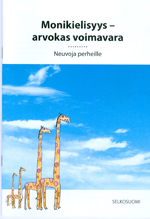 Monikielisyys –
arvokas voimavara
Neuvoja perheille
SELKOSUOMI